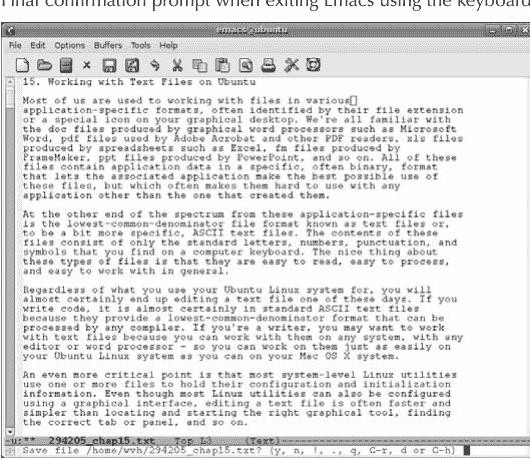 Final confirmation prompt when exiting Emacs using the keyboard
emacs@ubuntu
File Edit Options Buffers Tools Help
15. Working with Text Files on Ubuntu
Most of us are used to working with files in various
application-specific formats, often identified by their file extension
or a special icon on your graphical desktop. We're all familiar with
the doc files produced by graphical word processors such as Microsoft
Word, pdf files used by Adobe Acrobat and other PDF readers, xls files
produced by spreadsheets such as Excel, fm files produced by
FrameMaker, ppt files produced by PowerPoint, and so on. All of these
files contain application data in a specific, often binary, format
that lets the associated application make the best possible use of
these files, but which often makes them hard to use with any
application other than the one that created them.
At the other end of the spectrum from these application-specific files
is the lowest-common-denominator file format known as text files or,
to be a bit more specific, ASCII text files. The contents of these
files consist of only the standard letters, numbers, punctuation, and
symbols that you find on a computer keyboard. The nice thing about
these types of files is that they are easy to read, easy to process,
and easy to work with in general.
Regardless of what you use your Ubuntu Linux system for, you will
almost certainly end up editing a text file one of these days. If you
write code, it is almost certainly in standard ASCII text files
because they provide a lowest-common-denominator format that can be
processed by any compiler. If you're a writer, you may want to work
with text files because you can work with them on any system, with any
editor or word processor - so you can work on them just as easily on
your Ubuntu Linux system as you can on your Mac OS X system.
An even more critical point is that most system-level Linux utilities
use one or more files to hold their configuration and initialization
information. Even though most Linux utilities can also be configured
using a graphical interface, editing a text file is often faster and
simpler than locating and starting the right graphical tool, finding
the correct tab or panel, and so on.
-u:** 294205_chap15.txt Top L3 (Text)
Save file /home/wvh/294205_chap15.txt? (y, n, !, ., q, C-r, d or C-h)